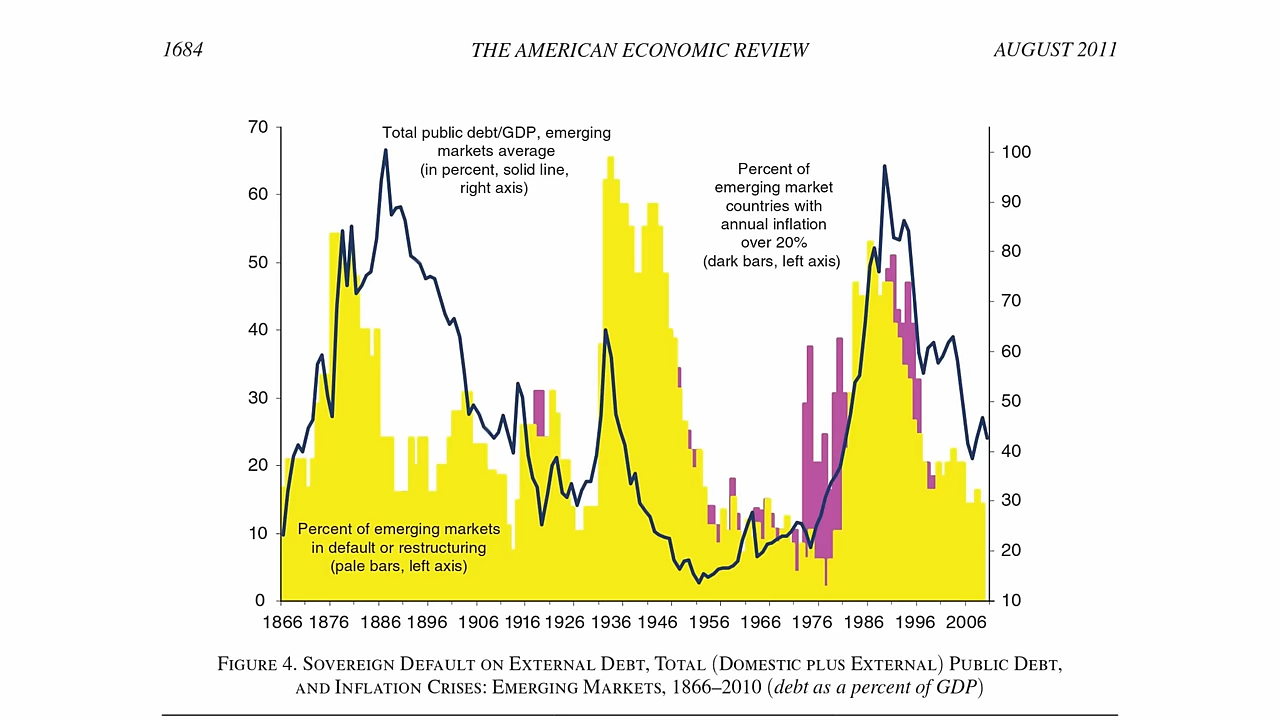 1684 THE AMERICAN ECONOMIC REVIEW AUGUST 2011
Total public debt/GDP, emerging
markets average
(in percent, solid line,
right axis)
Percent of
emerging market
countries with
annual inflation
over 20%
(dark bars, left axis)
Percent of emerging markets
in default or restructuring
(pale bars, left axis)
70
60
50
40
30
20
10
0
100
90
80
70
60
50
40
30
20
10
1866 1876 1886 1896 1906 1916 1926 1936 1946 1956 1966 1976 1986 1996 2006
Figure 4. Sovereign Default on External Debt, Total (Domestic plus External) Public Debt,
and Inflation Crises: Emerging Markets, 1866–2010 (debt as a percent of GDP)